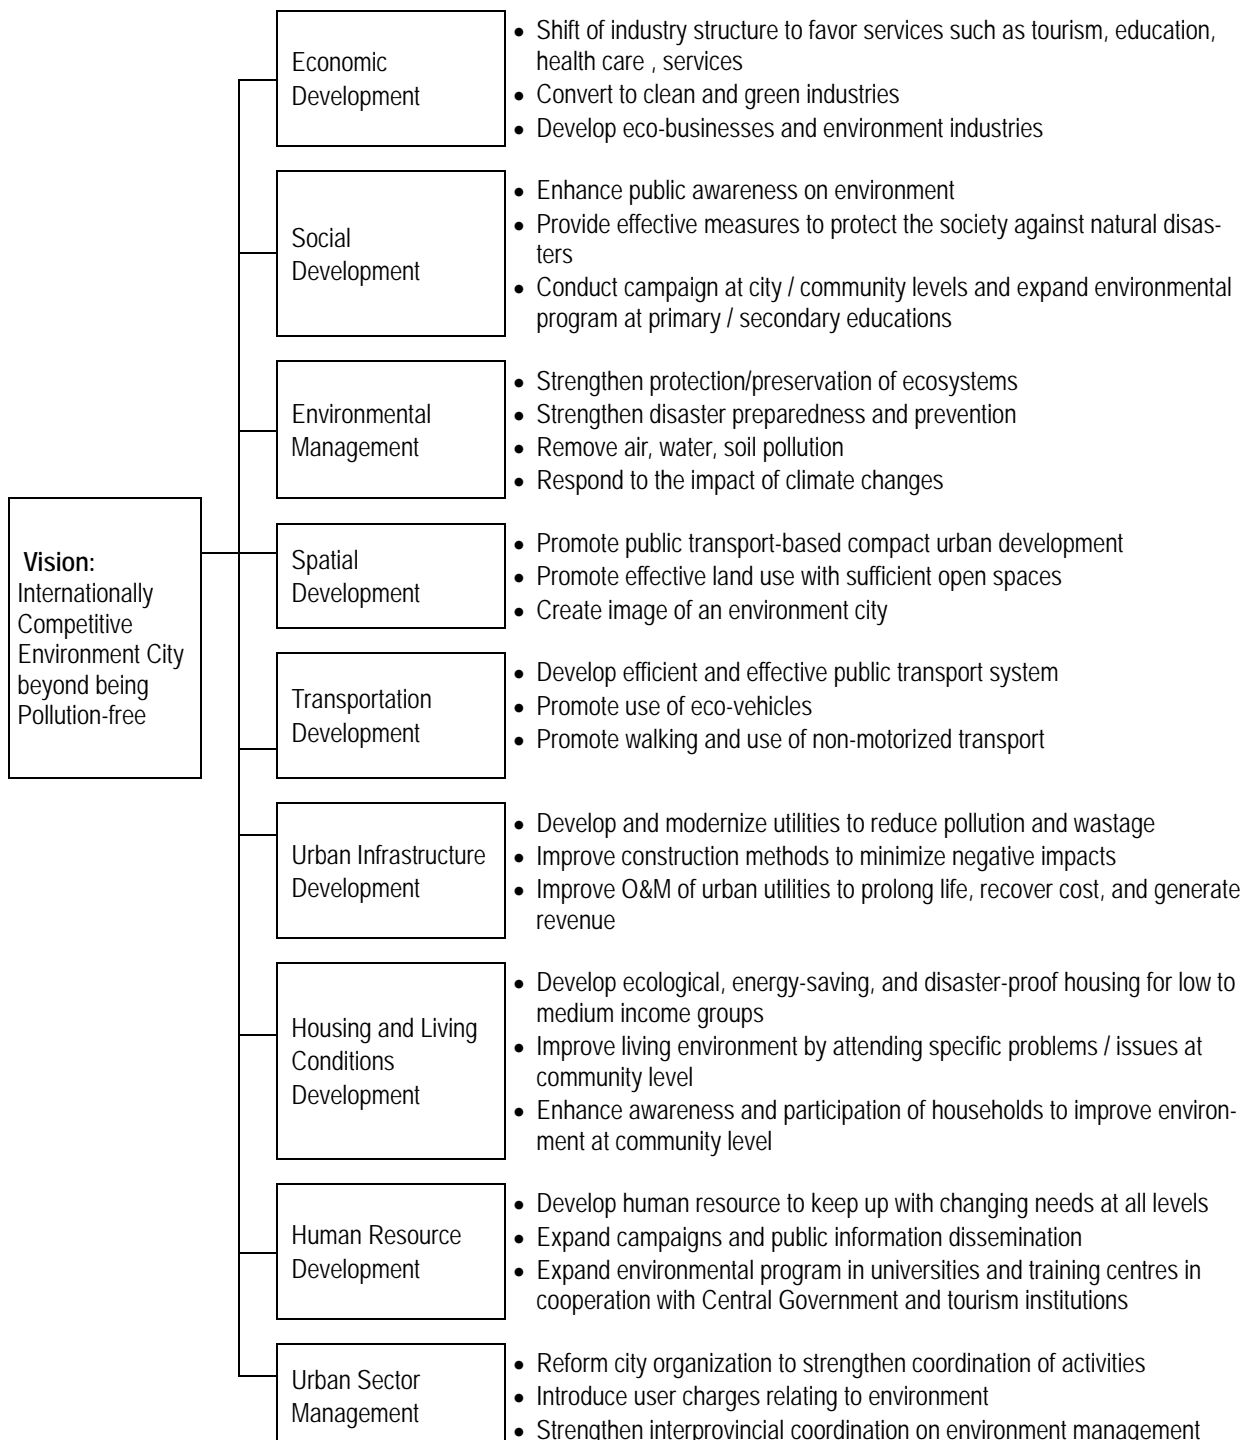 Economic
Development
• Shift of industry structure to favor services such as tourism, education,
health care , services
• Convert to clean and green industries
• Develop eco-businesses and environment industries
Social
Development
• Enhance public awareness on environment
• Provide effective measures to protect the society against natural disas-
ters
• Conduct campaign at city / community levels and expand environmental
program at primary / secondary educations
Environmental
Management
• Strengthen protection/preservation of ecosystems
• Strengthen disaster preparedness and prevention
• Remove air, water, soil pollution
• Respond to the impact of climate changes
Vision:
Internationally
Competitive
Environment City
beyond being
Pollution-free
Spatial
Development
• Promote public transport-based compact urban development
• Promote effective land use with sufficient open spaces
• Create image of an environment city
Transportation
Development
• Develop efficient and effective public transport system
• Promote use of eco-vehicles
• Promote walking and use of non-motorized transport
Urban Infrastructure
Development
• Develop and modernize utilities to reduce pollution and wastage
• Improve construction methods to minimize negative impacts
• Improve O&M of urban utilities to prolong life, recover cost, and generate
revenue
Housing and Living
Conditions
Development
• Develop ecological, energy-saving, and disaster-proof housing for low to
medium income groups
• Improve living environment by attending specific problems / issues at
community level
• Enhance awareness and participation of households to improve environ-
ment at community level
Human Resource
Development
• Develop human resource to keep up with changing needs at all levels
• Expand campaigns and public information dissemination
• Expand environmental program in universities and training centres in
cooperation with Central Government and tourism institutions
Urban Sector
Management
• Reform city organization to strengthen coordination of activities
• Introduce user charges relating to environment
• Strengthen interprovincial coordination on environment management